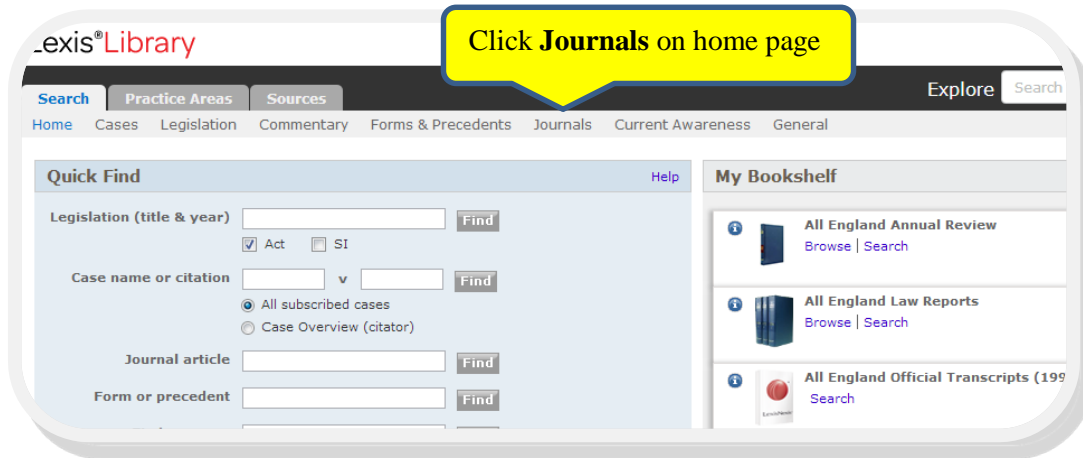 Lexis®Library
Click Journals on home page
Explore Search
Search Practice Areas Sources
Home Cases Legislation Commentary Forms & Precedents Journals Current Awareness General
Quick Find Help
Legislation (title & year) Find
Act SI
Case name or citation v Find
All subscribed cases
Case Overview (citator)
Journal article Find
Form or precedent Find
My Bookshelf
All England Annual Review
Browse | Search
All England Law Reports
Browse | Search
All England Official Transcripts (199
Search